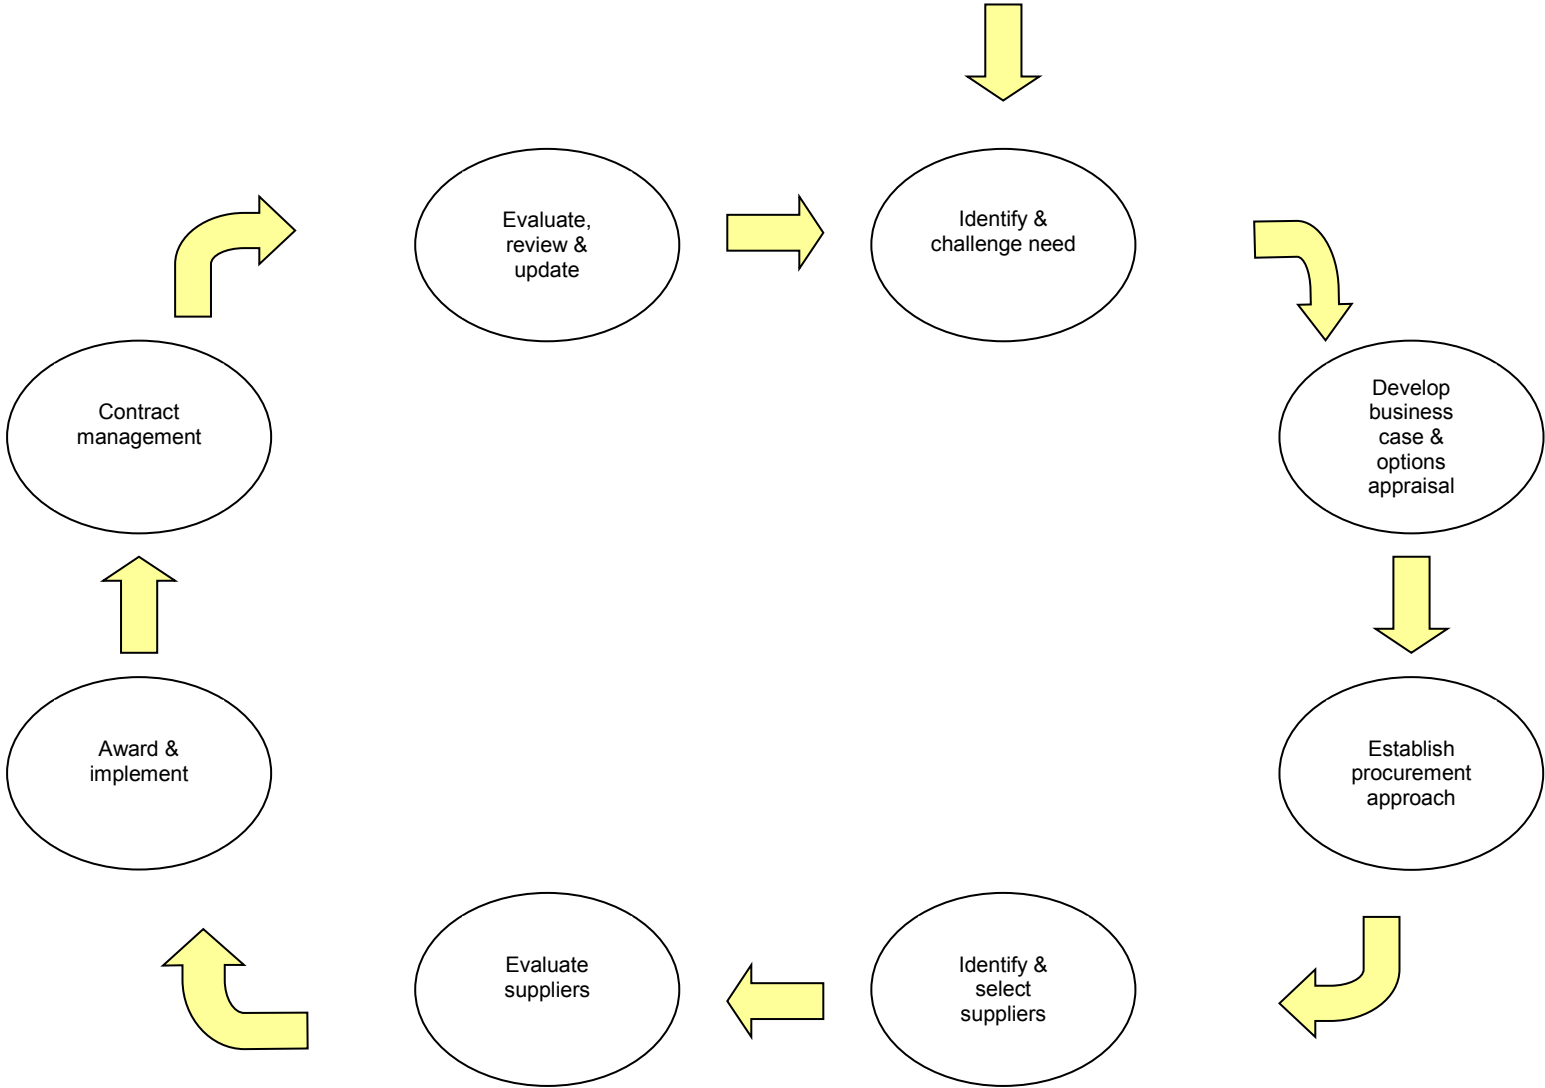 Evaluate,
review &
update
Identify &
challenge need
Contract
management
Develop
business
case &
options
appraisal
Award &
implement
Establish
procurement
approach
Evaluate
suppliers
Identify &
select
suppliers